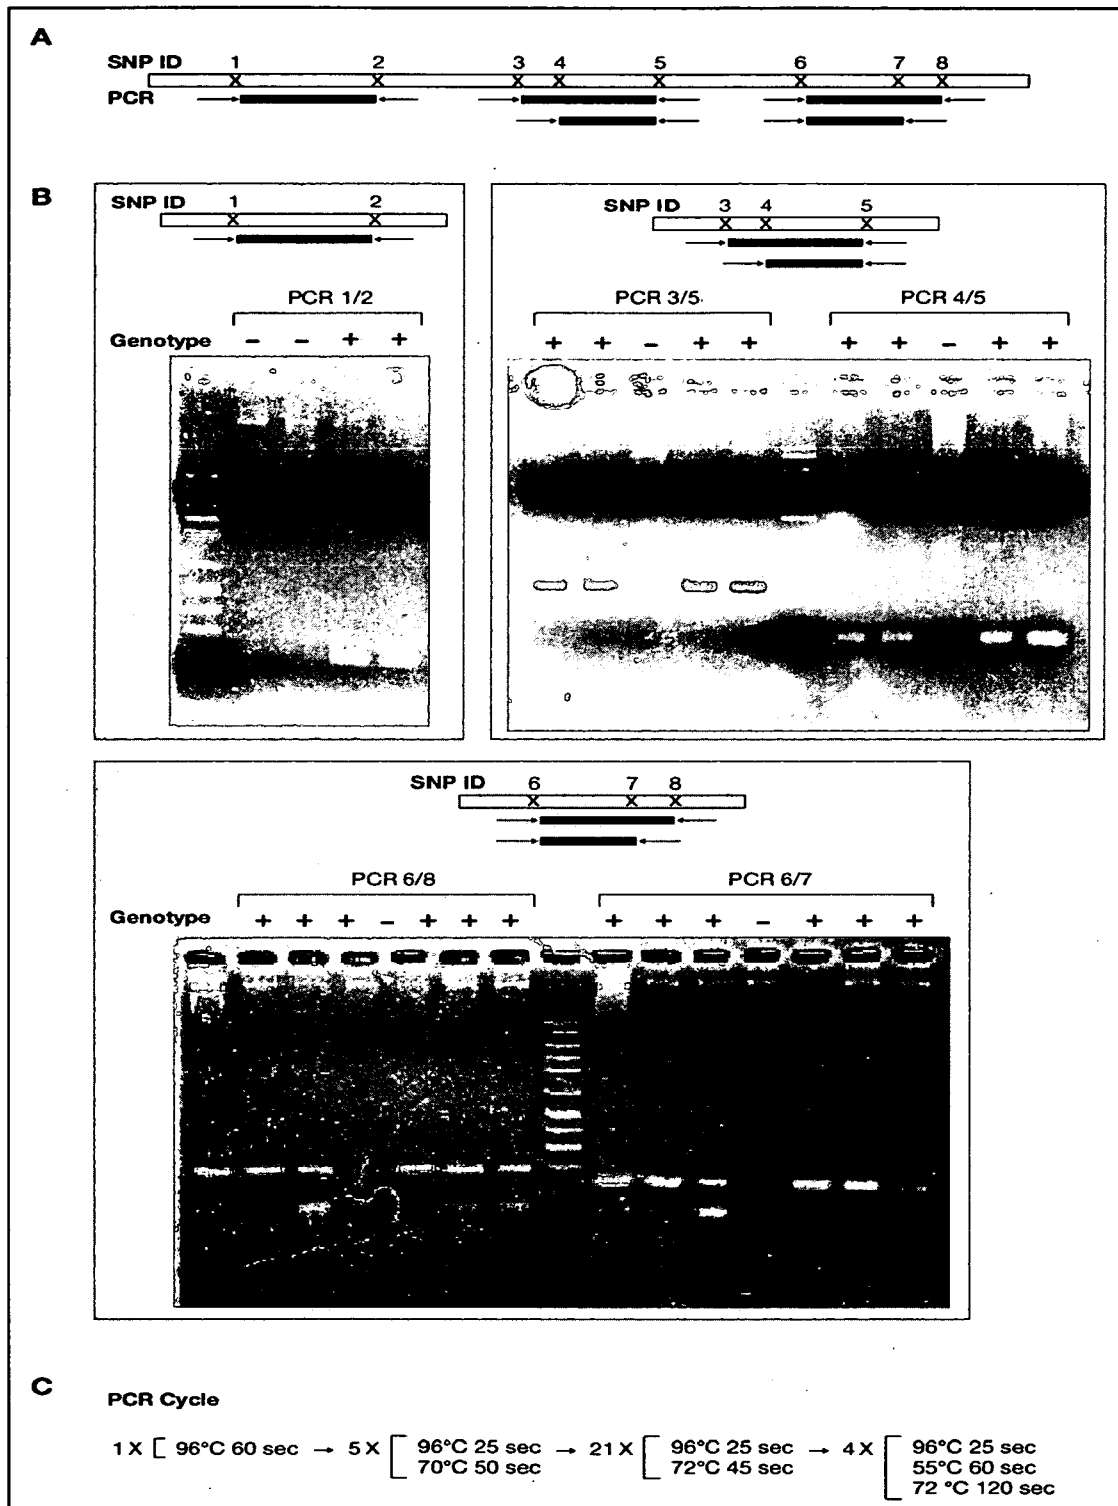 A
SNP ID 1 2 3 4 5 6 7 8
PCR
B
SNP ID 1 2
PCR 1/2
Genotype - - + +
SNP ID 3 4 5
PCR 3/5 PCR 4/5
+ + - + + + + - + +
SNP ID 6 7 8
PCR 6/8 PCR 6/7
Genotype + + + - + + + + + + - + + +
C
PCR Cycle
1 X [ 96°C 60 sec → 5 X [ 96°C 25 sec → 21 X [ 96°C 25 sec → 4 X [ 96°C 25 sec
70°C 50 sec 72°C 45 sec 55°C 60 sec
72 °C 120 sec